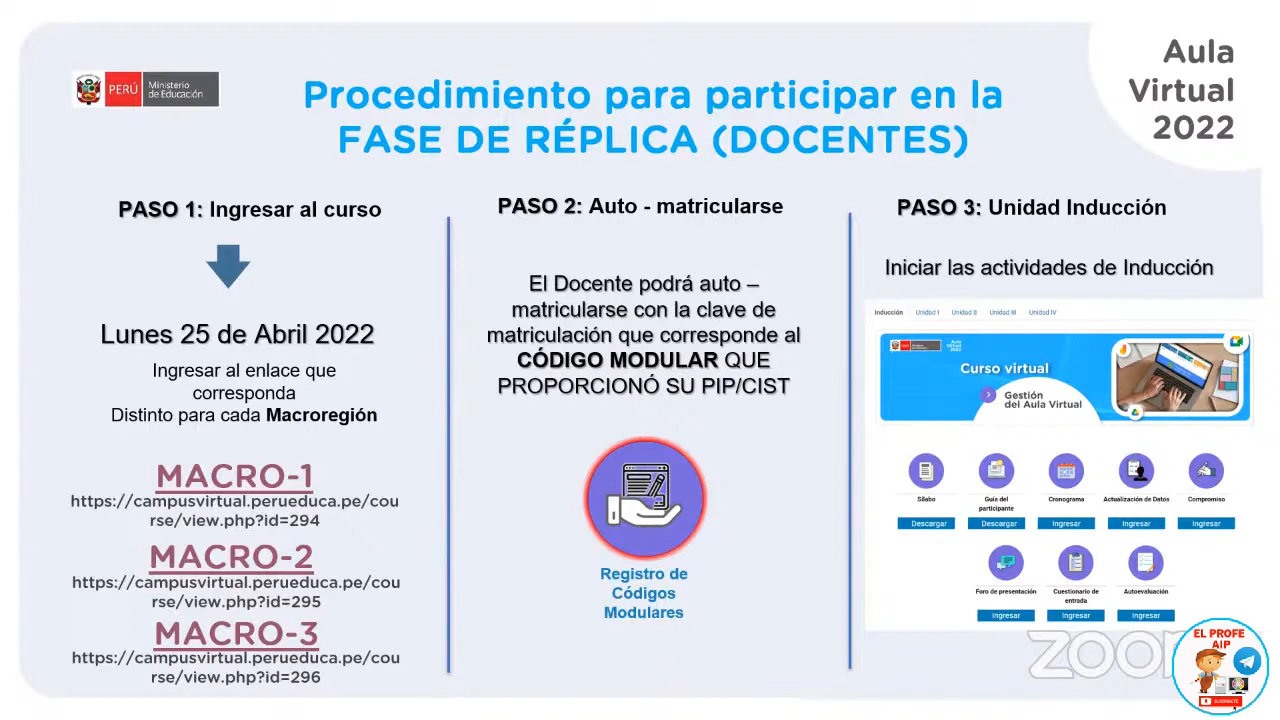 PERÚ
Ministerio
de Educación
Procedimiento para participar en la
FASE DE RÉPLICA (DOCENTES)
Aula
Virtual
2022
PASO 1: Ingresar al curso
Lunes 25 de Abril 2022
Ingresar al enlace que
corresponda
Distinto para cada Macroregión
MACRO-1
https://campusvirtual.perueduca.pe/cou
rse/view.php?id=294
MACRO-2
https://campusvirtual.perueduca.pe/cou
rse/view.php?id=295
MACRO-3
https://campusvirtual.perueduca.pe/cou
rse/view.php?id=296
PASO 2: Auto - matricularse
El Docente podrá auto –
matricularse con la clave de
matriculación que corresponde al
CÓDIGO MODULAR QUE
PROPORCIONÓ SU PIP/CIST
Registro de
Códigos
Modulares
PASO 3: Unidad Inducción
Iniciar las actividades de Inducción
Inducción Unidad I Unidad II Unidad III Unidad IV
PERÚ
Aula
Virtual
2022
Curso virtual
Gestión
del Aula Virtual
Sílabo
Descargar
Guía del
participante
Descargar
Cronograma
Ingresar
Actualización de Datos
Ingresar
Compromiso
Ingresar
Foro de presentación
Ingresar
Cuestionario de
entrada
Ingresar
Autoevaluación
Ingresar
zoom
EL PROFE
AIP
SUSCRIBETE